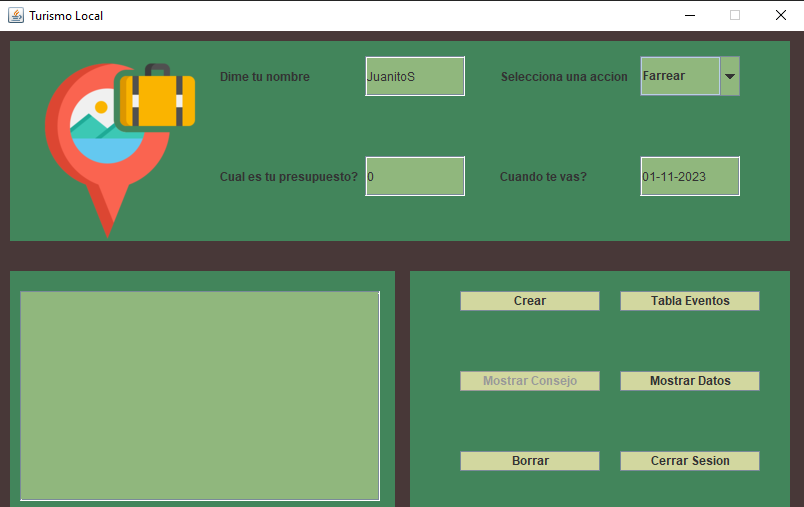 Turismo Local
Dime tu nombre JuanitoS Selecciona una accion Farrear
Cual es tu presupuesto? 0 Cuando te vas? 01-11-2023
Crear Tabla Eventos
Mostrar Consejo Mostrar Datos
Borrar Cerrar Sesion